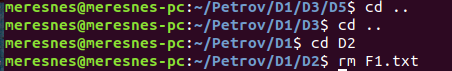 meresnes@meresnes-pc:~/Petrov/D1/D3/D5$ cd ..
meresnes@meresnes-pc:~/Petrov/D1/D3$ cd ..
meresnes@meresnes-pc:~/Petrov/D1$ cd D2
meresnes@meresnes-pc:~/Petrov/D1/D2$ rm F1.txt